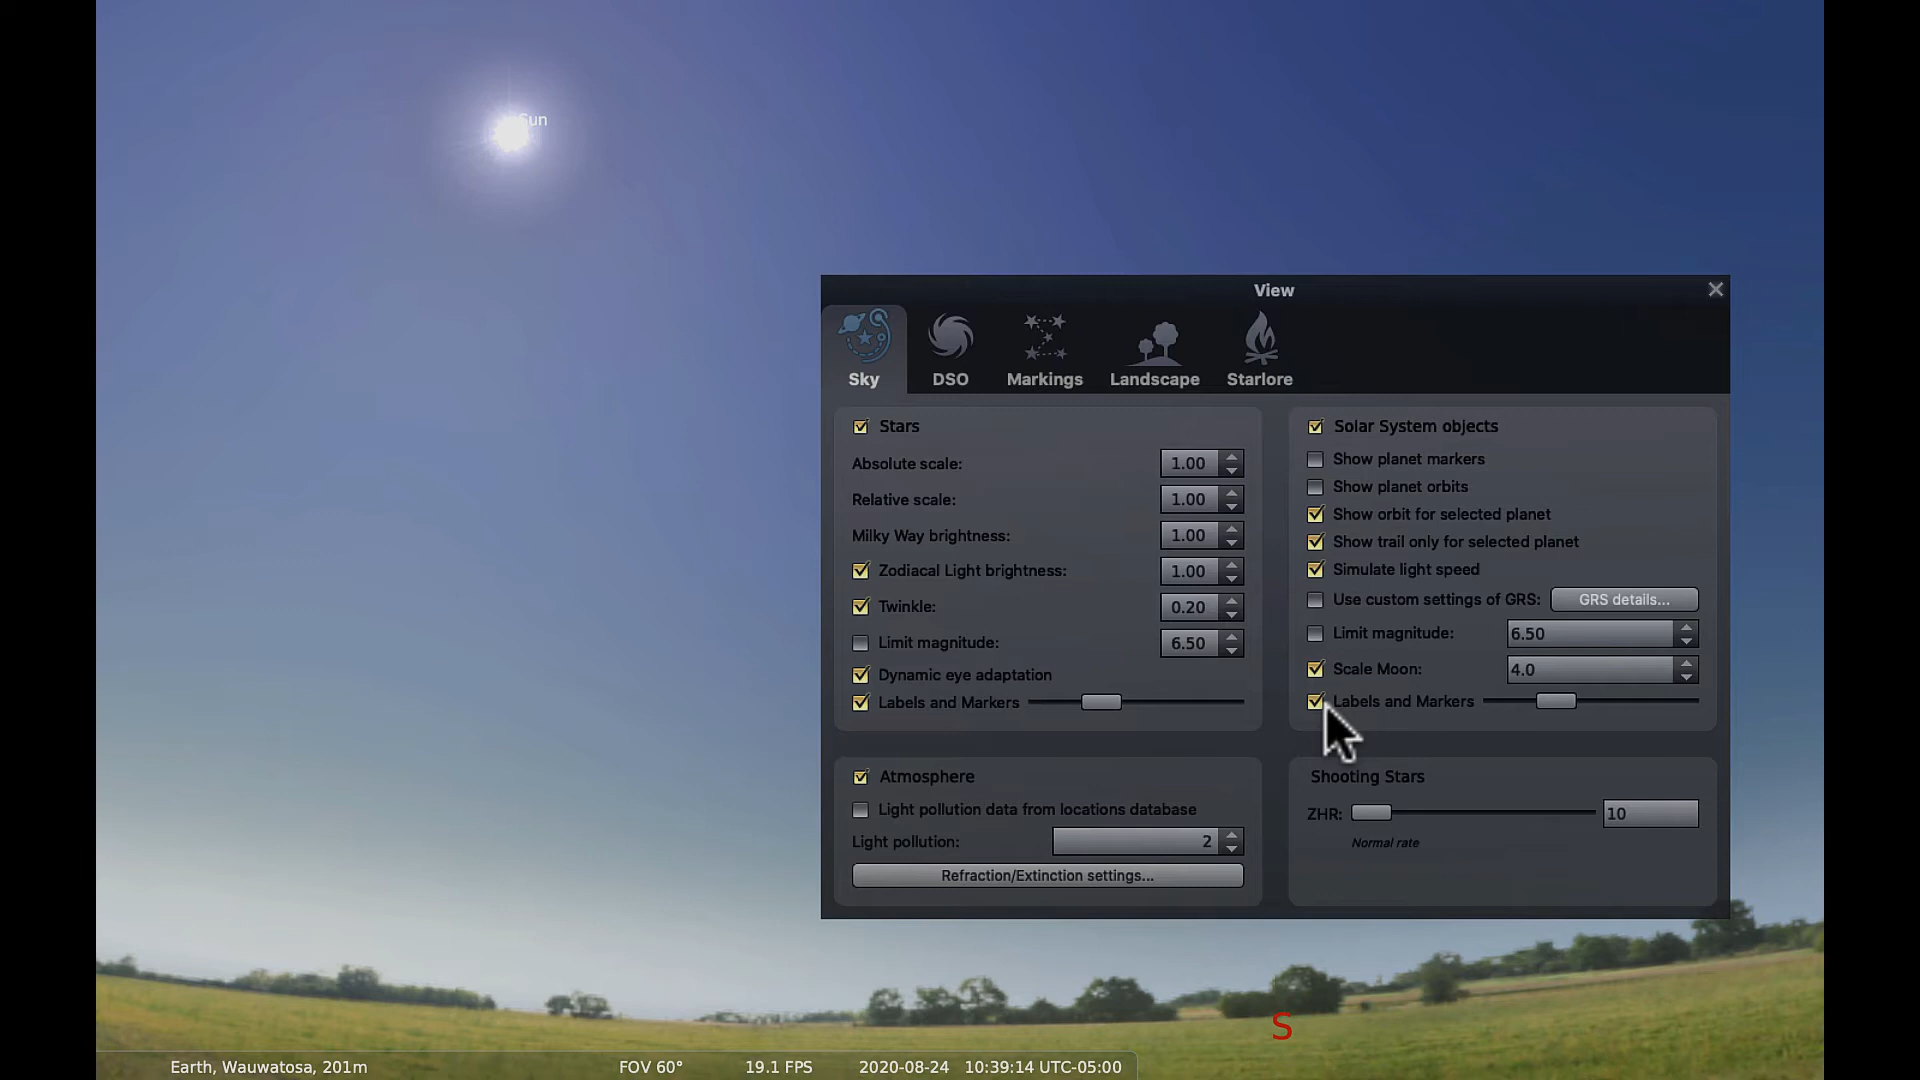 Sun
View
Sky
DSO
Markings
Landscape
Starlore
Stars
Absolute scale: 1.00
Relative scale: 1.00
Milky Way brightness: 1.00
Zodiacal Light brightness: 1.00
Twinkle: 0.20
Limit magnitude: 6.50
Dynamic eye adaptation
Labels and Markers
Solar System objects
Show planet markers
Show planet orbits
Show orbit for selected planet
Show trail only for selected planet
Simulate light speed
Use custom settings of GRS: GRS details...
Limit magnitude: 6.50
Scale Moon: 4.0
Labels and Markers
Atmosphere
Light pollution data from locations database
Light pollution: 2
Refraction/Extinction settings...
Shooting Stars
ZHR: 10
Normal rate
S
Earth, Wauwatosa, 201m FOV 60° 19.1 FPS 2020-08-24 10:39:14 UTC-05:00